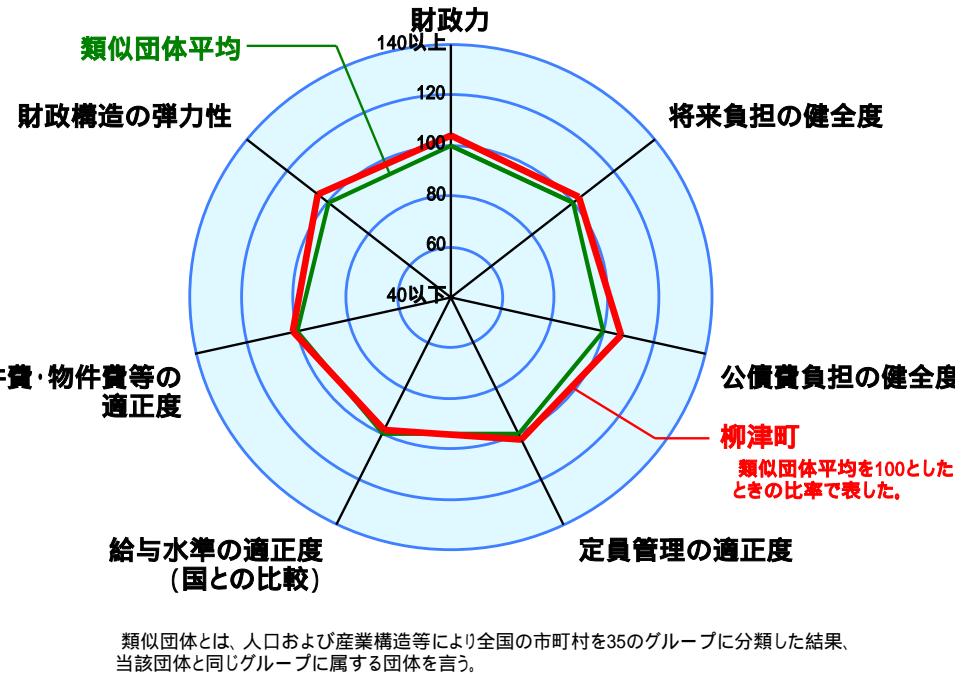 財政力
140以上
類似団体平均
120
財政構造の弾力性
将来負担の健全度
100
80
60
40以下
件費・物件費等の
適正度
公債費負担の健全度
柳津町
類似団体平均を100とした
ときの比率で表した。
給与水準の適正度
(国との比較)
定員管理の適正度
類似団体とは、人口および産業構造等により全国の市町村を35のグループに分類した結果、
当該団体と同じグループに属する団体を言う。